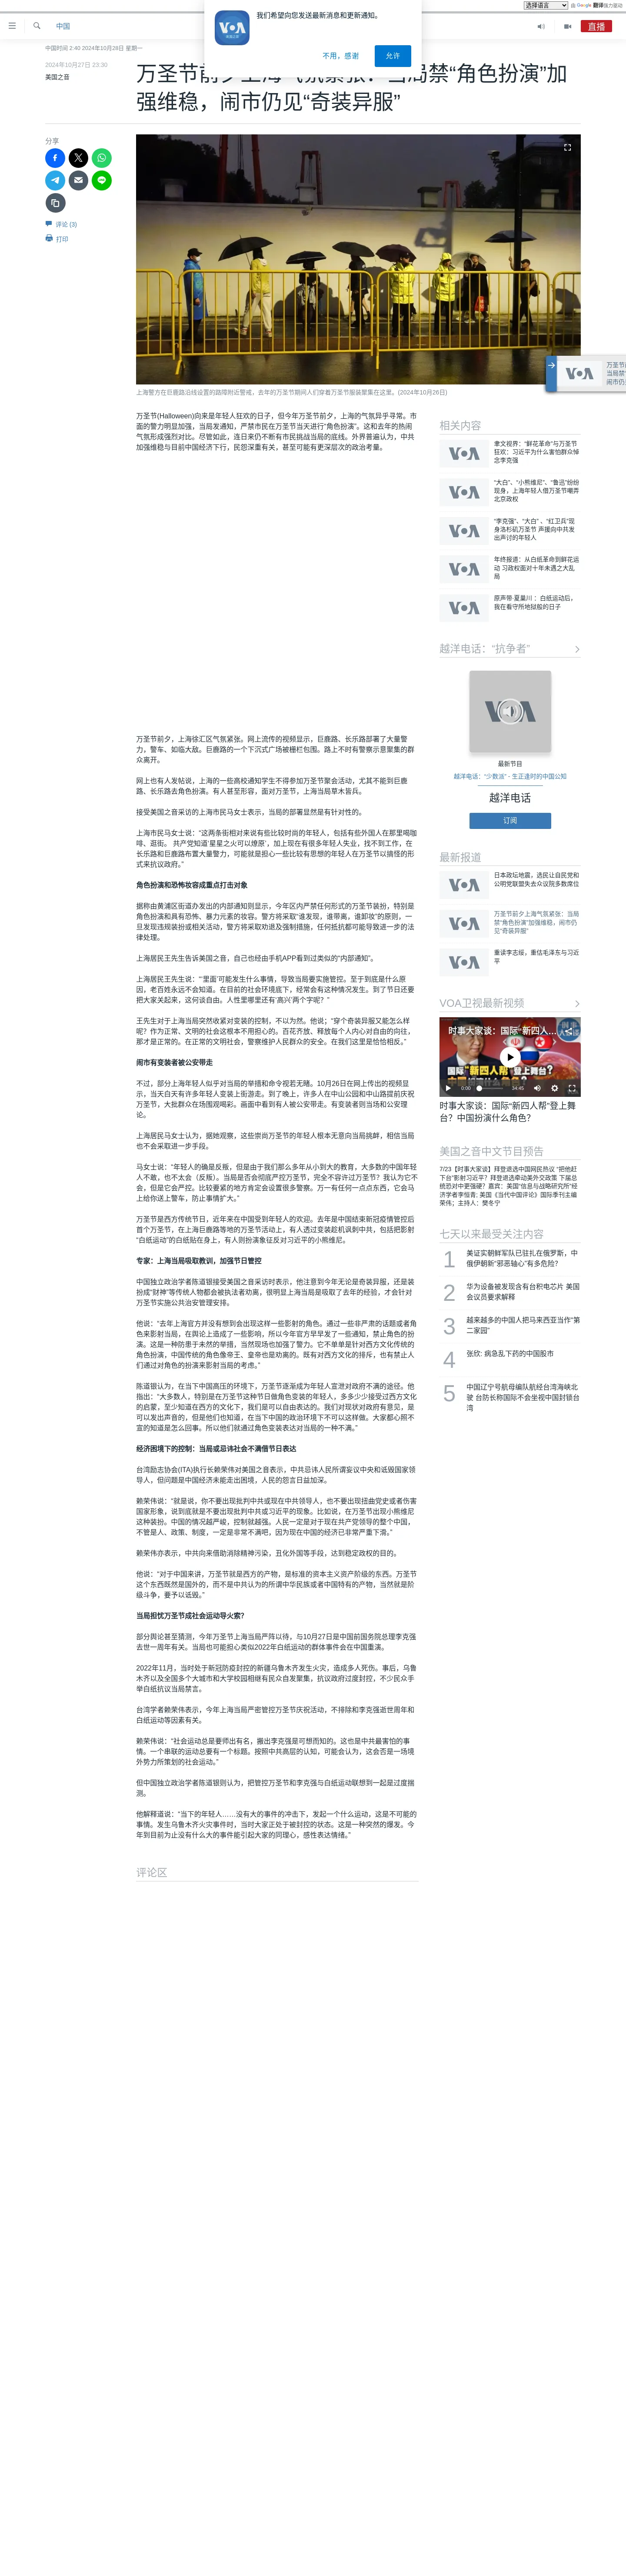 选择语言
由 Google 翻译强力驱动
我们希望向您发送最新消息和更新通知。
不用，感谢
允许
中国
直播
中国时间 2:40 2024年10月28日 星期一
2024年10月27日 23:30
美国之音
万圣节前夕上海气氛紧张：当局禁“角色扮演”加
强维稳，闹市仍见“奇装异服”
分享
评论 (3)
打印
上海警方在巨鹿路沿线设置的路障附近警戒，去年的万圣节期间人们穿着万圣节服装聚集在这里。(2024年10月26日)
万圣节(Halloween)向来是年轻人狂欢的日子，但今年万圣节前夕，上海的气氛异乎寻常。市
面的警力明显加强，当局发通知，严禁市民在万圣节当天进行“角色扮演”。这和去年的热闹
气氛形成强烈对比。尽管如此，连日来仍不断有市民挑战当局的底线。外界普遍认为，中共
加强维稳与目前中国经济下行，民怨深重有关，甚至可能有更深层次的政治考量。
万圣节前夕，上海徐汇区气氛紧张。网上流传的视频显示，巨鹿路、长乐路部署了大量警
力，警车、如临大敌。巨鹿路的一个下沉式广场被栅栏包围。路上不时有警察示意聚集的群
众离开。
网上也有人发帖说，上海的一些高校通知学生不得参加万圣节聚会活动，尤其不能到巨鹿
路、长乐路去角色扮演。有人甚至形容，面对万圣节，上海当局草木皆兵。
接受美国之音采访的上海市民马女士表示，当局的部署显然是有针对性的。
上海市民马女士说：“这两条街相对来说有些比较时尚的年轻人，包括有些外国人在那里喝咖
啡、逛街。 共产党知道‘星星之火可以燎原’，加上现在有很多年轻人失业，找不到工作，在
长乐路和巨鹿路布置大量警力，可能就是担心一些比较有思想的年轻人在万圣节以搞怪的形
式来抗议政府。”
角色扮演和恐怖妆容成重点打击对象
据称由黄浦区街道办发出的内部通知则显示，今年区内严禁任何形式的万圣节装扮，特别是
角色扮演和具有恐怖、暴力元素的妆容。警方将采取“谁发现，谁带离，谁卸妆”的原则，一
旦发现违规装扮或相关活动，警方将采取劝退及强制措施，任何抵抗都可能导致进一步的法
律处理。
上海居民王先生告诉美国之音，自己也经由手机APP看到过类似的“内部通知”。
上海居民王先生说：“‘里面’可能发生什么事情，导致当局要实施管控。至于到底是什么原
因，老百姓永远不会知道。在目前的社会环境底下，经常会有这种情况发生。到了节日还要
把大家关起来，这何谈自由。人性里哪里还有‘高兴’两个字呢？”
王先生对于上海当局突然收紧对变装的控制，不以为然。他说；“穿个奇装异服又能怎么样
呢？作为正常、文明的社会这根本不用担心的。百花齐放、释放每个人内心对自由的向往，
那才是正常的。在正常的文明社会，警察维护人民群众的安全。在我们这里是恰恰相反。”
闹市有变装者被公安带走
不过，部分上海年轻人似乎对当局的举措和命令视若无睹。10月26日在网上传出的视频显
示，当天白天有许多年轻人变装上街游走。到了晚上，许多人在中山公园和中山路提前庆祝
万圣节，大批群众在场围观喝彩。画面中看到有人被公安带走。有变装者则当场和公安理
论。
上海居民马女士认为，据她观察，这些崇尚万圣节的年轻人根本无意向当局挑衅，相信当局
也不会采取进一步手段。
马女士说：“年轻人的确是反叛，但是由于我们那么多年从小到大的教育，大多数的中国年轻
人不敢，也不太会（反叛）。当局是否会彻底严控万圣节，完全不容许过万圣节？ 我认为它不
会，但是它会严控。比较要紧的地方肯定会设置很多警察。万一有任何一点点东西，它会马
上给你送上警车，防止事情扩大。”
万圣节是西方传统节日，近年来在中国受到年轻人的欢迎。去年是中国结束新冠疫情管控后
首个万圣节，在上海巨鹿路等地的万圣节活动中，有人透过变装趁机讽刺中共，包括把影射
“白纸运动”的白纸贴在身上，有人则扮演象征反对习近平的小熊维尼。
专家：上海当局吸取教训，加强节日管控
中国独立政治学者陈道银接受美国之音采访时表示，他注意到今年无论是奇装异服，还是装
扮成“财神”等传统人物都会被执法者劝离，很明显上海当局是吸取了去年的经验，才会针对
万圣节实施公共治安管理安排。
他说：“去年上海官方并没有想到会出现这样一些影射的角色。通过一些非严肃的话题或者角
色来影射当局，在舆论上造成了一些影响，所以今年官方早早发了一些通知，禁止角色的扮
演。这是一种防患于未然的举措，当然现场也加强了警力。它不单单是针对西方文化传统的
角色扮演，中国传统的角色像帝王、皇帝也是劝离的。既有对西方文化的排斥，也有禁止人
们通过对角色的扮演来影射当局的考虑。”
陈道银认为，在当下中国高压的环境下，万圣节逐渐成为年轻人宣泄对政府不满的途径。他
指出：“大多数人，特别是在万圣节这种节日做角色变装的年轻人，多多少少接受过西方文化
的启蒙，至少知道在西方的文化下，我们是可以自由表达的。我们对现状对政府有意见，是
可以发出声音的，但是他们也知道，在当下中国的政治环境下不可以这样做。大家都心照不
宣的知道是怎么回事。所以他们就通过角色变装表达对当局的一种不满。”
经济困境下的控制：当局或忌讳社会不满借节日表达
台湾励志协会(ITA)执行长赖荣伟对美国之音表示，中共忌讳人民所谓妄议中央和诋毁国家领
导人，但问题是中国经济未能走出困境，人民的怨言日益加深。
赖荣伟说：“就是说，你不要出现批判中共或现在中共领导人，也不要出现扭曲党史或者伤害
国家形象，说到底就是不要出现批判中共或习近平的现象。比如说，在万圣节出现小熊维尼
这种装扮。中国的情况越严峻，控制就越强。人民一定是对于现在共产党领导的整个中国，
不管是人、政策、制度，一定是非常不满吧，因为现在中国的经济已非常严重下滑。”
赖荣伟亦表示，中共向来借助消除精神污染，丑化外国等手段，达到稳定政权的目的。
他说：“对于中国来讲，万圣节就是西方的产物，是标准的资本主义资产阶级的东西。万圣节
这个东西既然是国外的，而不是中共认为的所谓中华民族或者中国特有的产物，当然就是阶
级斗争，要予以诋毁。”
当局担忧万圣节成社会运动导火索？
部分舆论甚至猜测，今年万圣节上海当局严阵以待，与10月27日是中国前国务院总理李克强
去世一周年有关。当局也可能担心类似2022年白纸运动的群体事件会在中国重演。
2022年11月，当时处于新冠防疫封控的新疆乌鲁木齐发生火灾，造成多人死伤。事后，乌鲁
木齐以及全国多个大城市和大学校园相继有民众自发聚集，抗议政府过度封控，不少民众手
举白纸抗议当局禁言。
台湾学者赖荣伟表示，今年上海当局严密管控万圣节庆祝活动，不排除和李克强逝世周年和
白纸运动等因素有关。
赖荣伟说：“社会运动总是要师出有名，搬出李克强是可想而知的。这也是中共最害怕的事
情。一个串联的运动总要有一个标题。按照中共高层的认知，可能会认为，这会否是一场境
外势力所策划的社会运动。”
但中国独立政治学者陈道银则认为，把管控万圣节和李克强与白纸运动联想到一起是过度揣
测。
他解释道说：“当下的年轻人……没有大的事件的冲击下，发起一个什么运动，这是不可能的
事情。发生乌鲁木齐火灾事件时，当时大家正处于被封控的状态。这是一种突然的爆发。今
年到目前为止没有什么大的事件能引起大家的同理心，感性表达情绪。”
评论区
相关内容
拿文视界：“鲜花革命”与万圣节
狂欢：习近平为什么害怕群众悼
念李克强
“大白”、“小熊维尼”、“鲁迅”纷纷
现身，上海年轻人借万圣节嘲弄
北京政权
“李克强”、“大白” 、“红卫兵”现
身洛杉矶万圣节 声援向中共发
出声讨的年轻人
年终报道：从白纸革命到鲜花运
动 习政权面对十年未遇之大乱
局
原声带·夏巢川 ：白纸运动后，
我在看守所地狱般的日子
越洋电话：“抗争者”
最新节目
越洋电话：“少数派” - 生正逢时的中国公知
越洋电话
订阅
最新报道
日本政坛地震，选民让自民党和
公明党联盟失去众议院多数席位
万圣节前夕上海气氛紧张：当局
禁“角色扮演”加强维稳，闹市仍
见“奇装异服”
重读李志绥，重估毛泽东与习近
平
VOA卫视最新视频
时事大家谈：国际“新四人…
0:00
34:45
时事大家谈：国际“新四人帮”登上舞
台？中国扮演什么角色？
美国之音中文节目预告
7/23【时事大家谈】拜登退选中国网民热议 “把他赶
下台”影射习近平？拜登退选牵动美外交政策 下届总
统恐对中更强硬？嘉宾：美国“信息与战略研究所”经
济学者李恒青; 美国《当代中国评论》国际季刊主编
荣伟；主持人：樊冬宁
七天以来最受关注内容
1
美证实朝鲜军队已驻扎在俄罗斯，中
俄伊朝新“邪恶轴心”有多危险？
2
华为设备被发现含有台积电芯片 美国
会议员要求解释
3
越来越多的中国人把马来西亚当作“第
二家园”
4
张欣: 病急乱下药的中国股市
5
中国辽宁号航母编队航经台湾海峡北
驶 台防长称国际不会坐视中国封锁台
湾